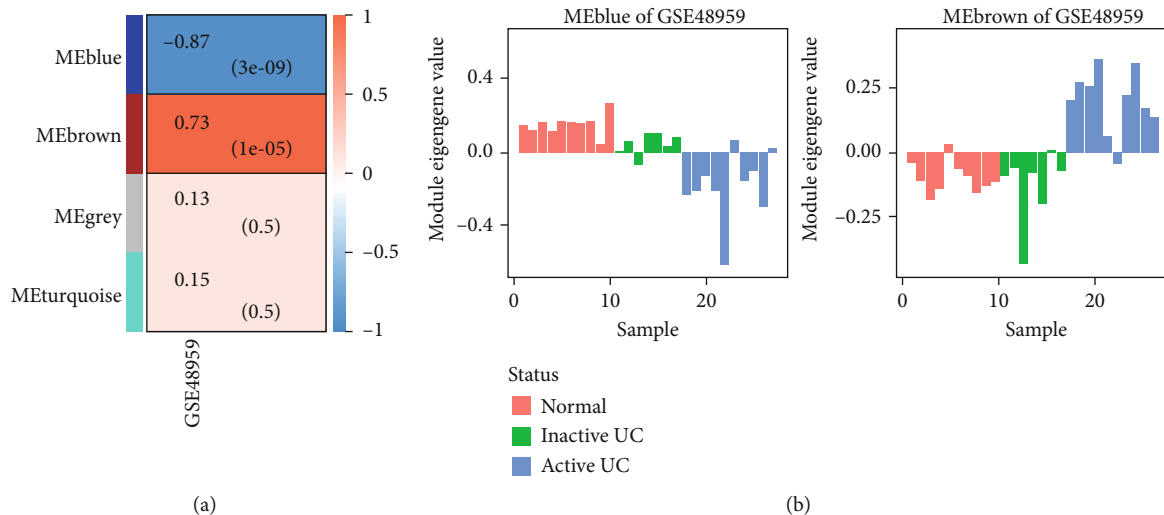 MEblue
MEbrown
MEgrey
MEturquoise
−0.87
(3e-09)
0.73
(1e-05)
0.13
(0.5)
0.15
(0.5)
1
0.5
0
−0.5
−1
GSE48959
(a)
MEblue of GSE48959
Module eigengene value
0.4
0.0
−0.4
0
10
20
Sample
MEbrown of GSE48959
Module eigengene value
0.25
0.00
−0.25
0
10
20
Sample
Status
Normal
Inactive UC
Active UC
(b)